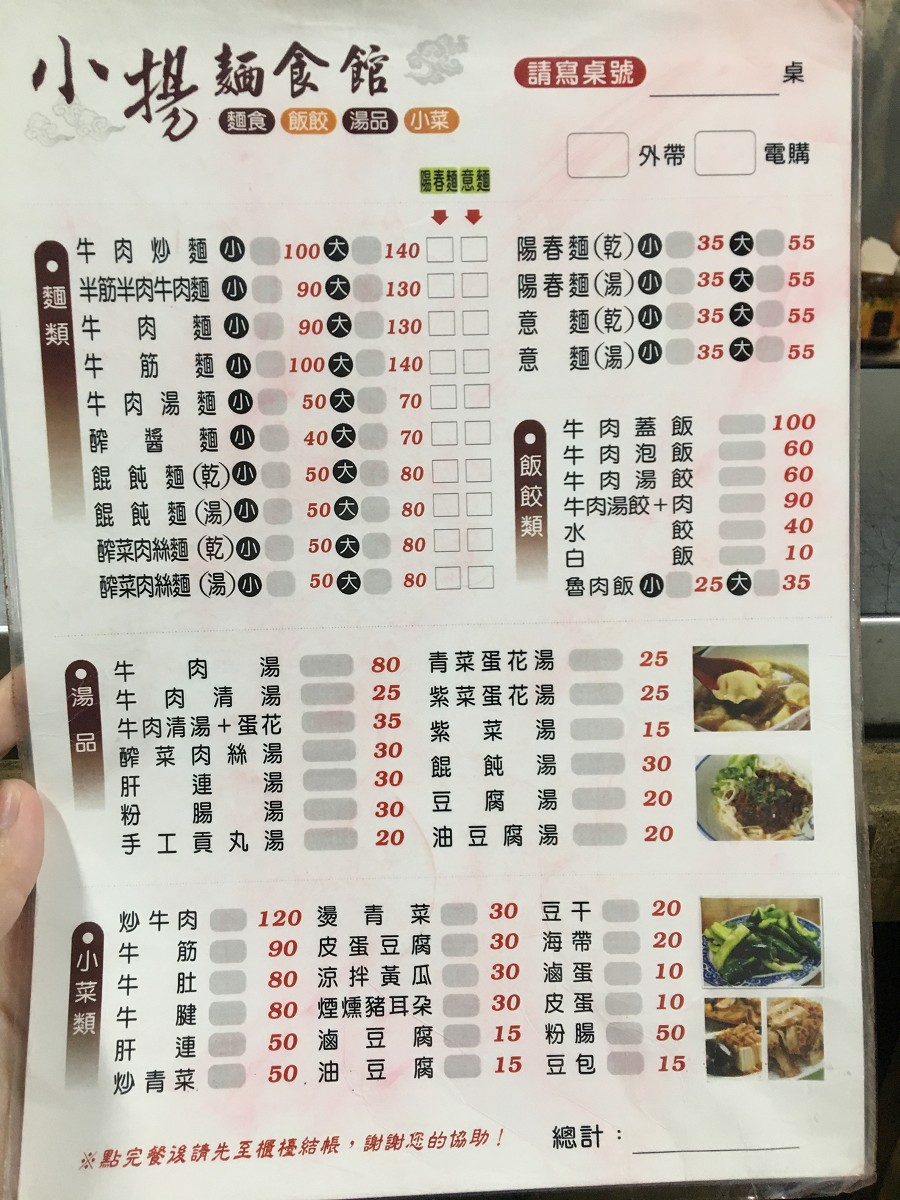 小揚麵食館
麵食 飯餃 湯品 小菜
請寫桌號 桌
外帶 電購
陽春麵 意麵
麵類
牛肉炒麵 小 100 大 140
半筋半肉牛肉麵 小 90 大 130
牛肉麵 小 90 大 130
牛筋麵 小 100 大 140
牛肉湯麵 小 50 大 70
醡醬麵 小 40 大 70
餛飩麵(乾) 小 50 大 80
餛飩麵(湯) 小 50 大 80
醡菜肉絲麵(乾) 小 50 大 80
醡菜肉絲麵(湯) 小 50 大 80
陽春麵(乾) 小 35 大 55
陽春麵(湯) 小 35 大 55
意麵(乾) 小 35 大 55
意麵(湯) 小 35 大 55
飯餃類
牛肉蓋飯 100
牛肉泡飯 60
牛肉湯餃 60
牛肉湯餃+肉 90
水餃 40
白飯 10
魯肉飯 小 25 大 35
湯品
牛肉湯 80
牛肉清湯 25
牛肉清湯+蛋花 35
醡菜肉絲湯 30
肝連湯 30
粉腸湯 30
手工貢丸湯 20
青菜蛋花湯 25
紫菜蛋花湯 25
紫菜湯 15
餛飩湯 30
豆腐湯 20
油豆腐湯 20
小菜類
炒牛肉 120
牛筋 90
牛肚 80
牛腱 80
肝連 50
炒青菜 50
燙青菜 30
皮蛋豆腐 30
涼拌黃瓜 30
煙燻豬耳朵 30
滷豆腐 15
油豆腐 15
豆干 20
海帶 20
滷蛋 10
皮蛋 10
粉腸 50
豆包 15
※點完餐後請先至櫃檯結帳，謝謝您的協助！
總計：